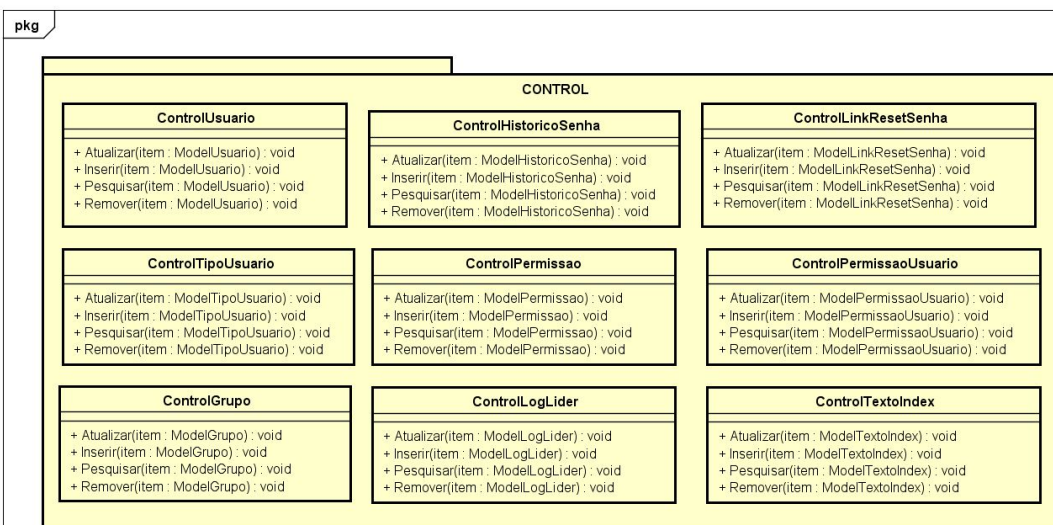 pkg
CONTROL
ControlUsuario
+ Atualizar(item : ModelUsuario) : void
+ Inserir(item : ModelUsuario) : void
+ Pesquisar(item : ModelUsuario) : void
+ Remover(item : ModelUsuario) : void
ControlHistoricoSenha
+ Atualizar(item : ModelHistoricoSenha) : void
+ Inserir(item : ModelHistoricoSenha) : void
+ Pesquisar(item : ModelHistoricoSenha) : void
+ Remover(item : ModelHistoricoSenha) : void
ControlLinkResetSenha
+ Atualizar(item : ModelLinkResetSenha) : void
+ Inserir(item : ModelLinkResetSenha) : void
+ Pesquisar(item : ModelLinkResetSenha) : void
+ Remover(item : ModelLinkResetSenha) : void
ControlTipoUsuario
+ Atualizar(item : ModelTipoUsuario) : void
+ Inserir(item : ModelTipoUsuario) : void
+ Pesquisar(item : ModelTipoUsuario) : void
+ Remover(item : ModelTipoUsuario) : void
ControlPermissao
+ Atualizar(item : ModelPermissao) : void
+ Inserir(item : ModelPermissao) : void
+ Pesquisar(item : ModelPermissao) : void
+ Remover(item : ModelPermissao) : void
ControlPermissaoUsuario
+ Atualizar(item : ModelPermissaoUsuario) : void
+ Inserir(item : ModelPermissaoUsuario) : void
+ Pesquisar(item : ModelPermissaoUsuario) : void
+ Remover(item : ModelPermissaoUsuario) : void
ControlGrupo
+ Atualizar(item : ModelGrupo) : void
+ Inserir(item : ModelGrupo) : void
+ Pesquisar(item : ModelGrupo) : void
+ Remover(item : ModelGrupo) : void
ControlLogLider
+ Atualizar(item : ModelLogLider) : void
+ Inserir(item : ModelLogLider) : void
+ Pesquisar(item : ModelLogLider) : void
+ Remover(item : ModelLogLider) : void
ControlTextoIndex
+ Atualizar(item : ModelTextoIndex) : void
+ Inserir(item : ModelTextoIndex) : void
+ Pesquisar(item : ModelTextoIndex) : void
+ Remover(item : ModelTextoIndex) : void